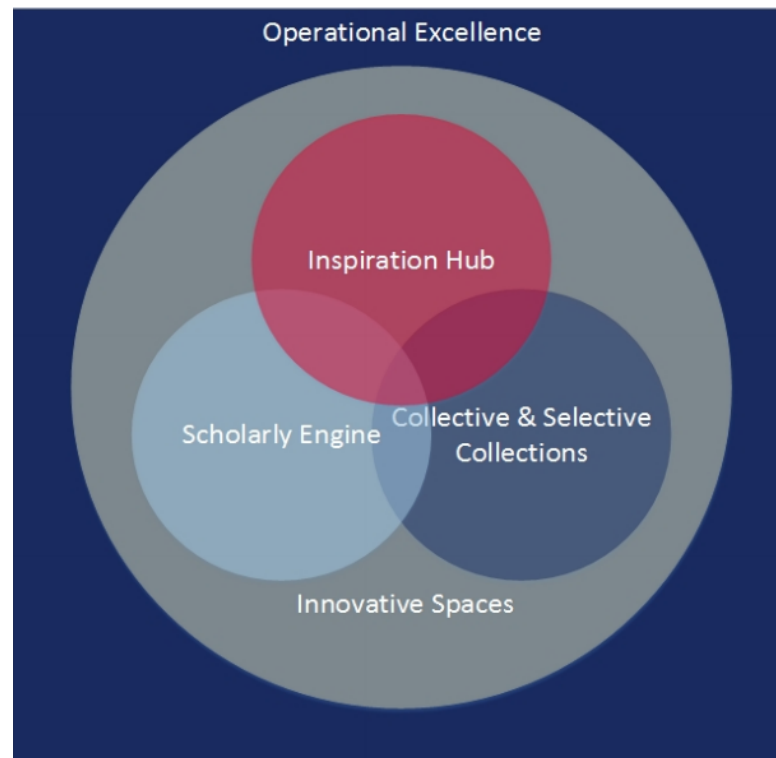 Operational Excellence
Inspiration Hub
Scholarly Engine
Collective & Selective
Collections
Innovative Spaces